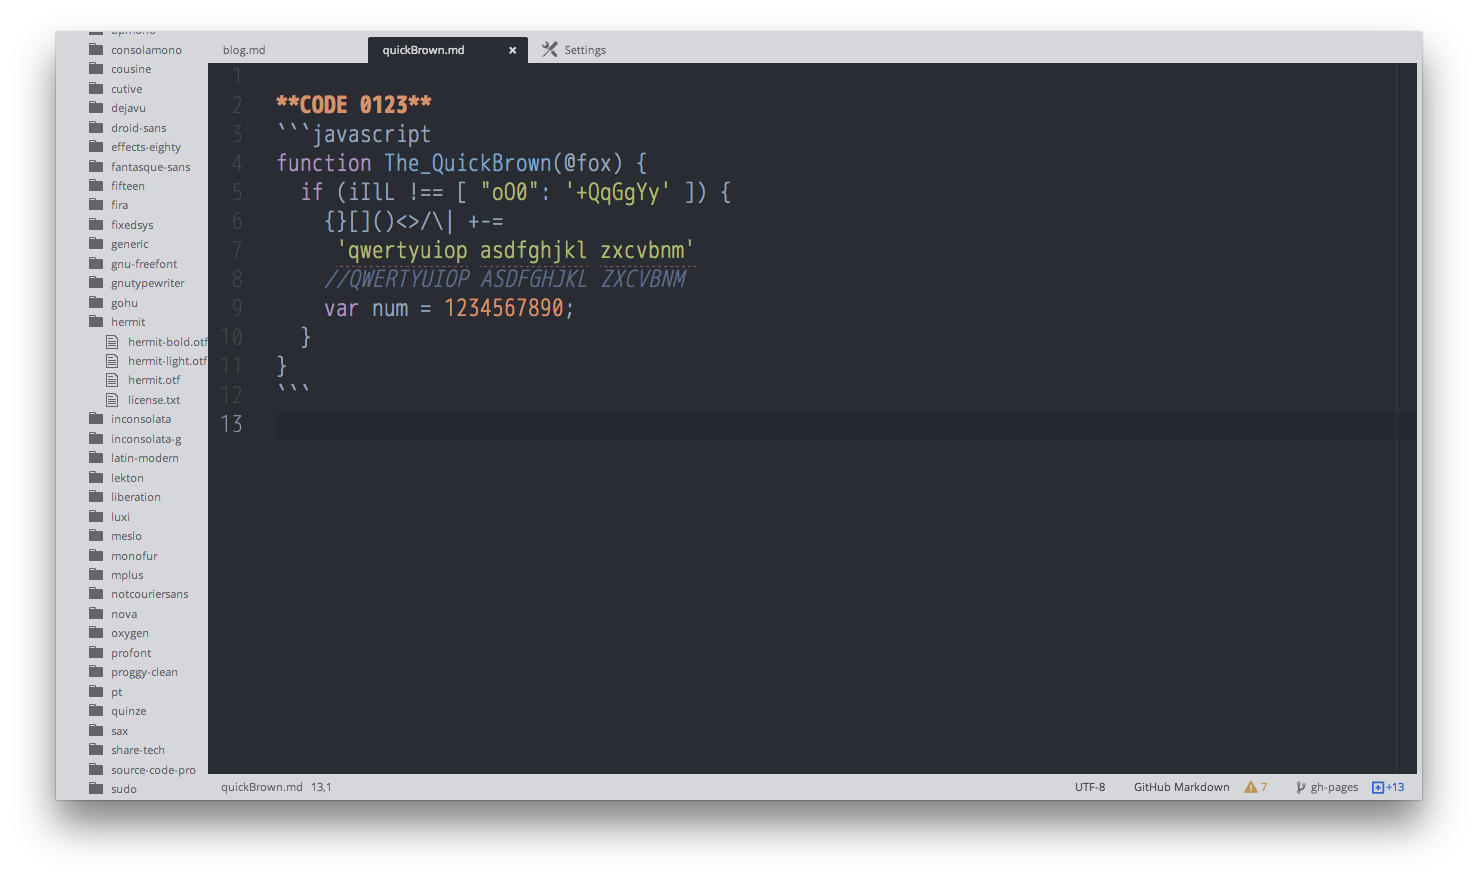 bpmono
consolamono
cousine
cutive
dejavu
droid-sans
effects-eighty
fantasque-sans
fifteen
fira
fixedsys
generic
gnu-freefont
gnutypewriter
gohu
hermit
hermit-bold.otf
hermit-light.otf
hermit.otf
license.txt
inconsolata
inconsolata-g
latin-modern
lekton
liberation
luxi
meslo
monofur
mplus
notcouriersans
nova
oxygen
profont
proggy-clean
pt
quinze
sax
share-tech
source-code-pro
sudo
blog.md quickBrown.md × Settings
1
2 **CODE 0123**
3 ```javascript
4 function The_QuickBrown(@fox) {
5 if (iIlL !== [ "oO0": '+QqGgYy' ]) {
6 {}[]()<>/\| +-=
7 'qwertyuiop asdfghjkl zxcvbnm'
8 //QWERTYUIOP ASDFGHJKL ZXCVBNM
9 var num = 1234567890;
10 }
11 }
12 ```
13
quickBrown.md 13,1 UTF-8 GitHub Markdown 7 gh-pages +13